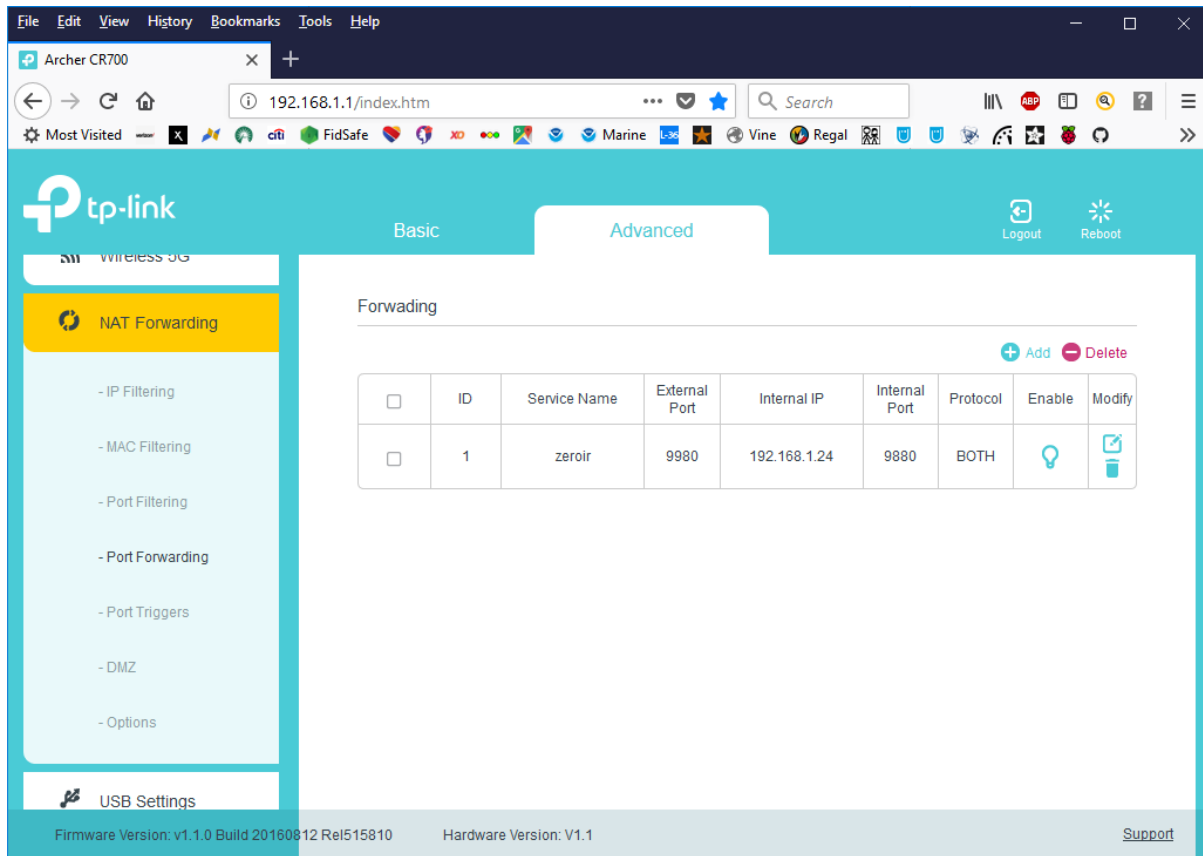 File Edit View History Bookmarks Tools Help
Archer CR700
192.168.1.1/index.htm
Search
ABP
Most Visited
verizon
X
citi
FidSafe
XD
Marine
L-36
Vine
Regal
tp-link
Basic
Advanced
Logout
Reboot
Wireless 5G
NAT Forwarding
- IP Filtering
- MAC Filtering
- Port Filtering
- Port Forwarding
- Port Triggers
- DMZ
- Options
USB Settings
Forwading
Add Delete
ID Service Name External Port Internal IP Internal Port Protocol Enable Modify
1 zeroir 9980 192.168.1.24 9880 BOTH
Firmware Version: v1.1.0 Build 20160812 Rel515810 Hardware Version: V1.1 Support